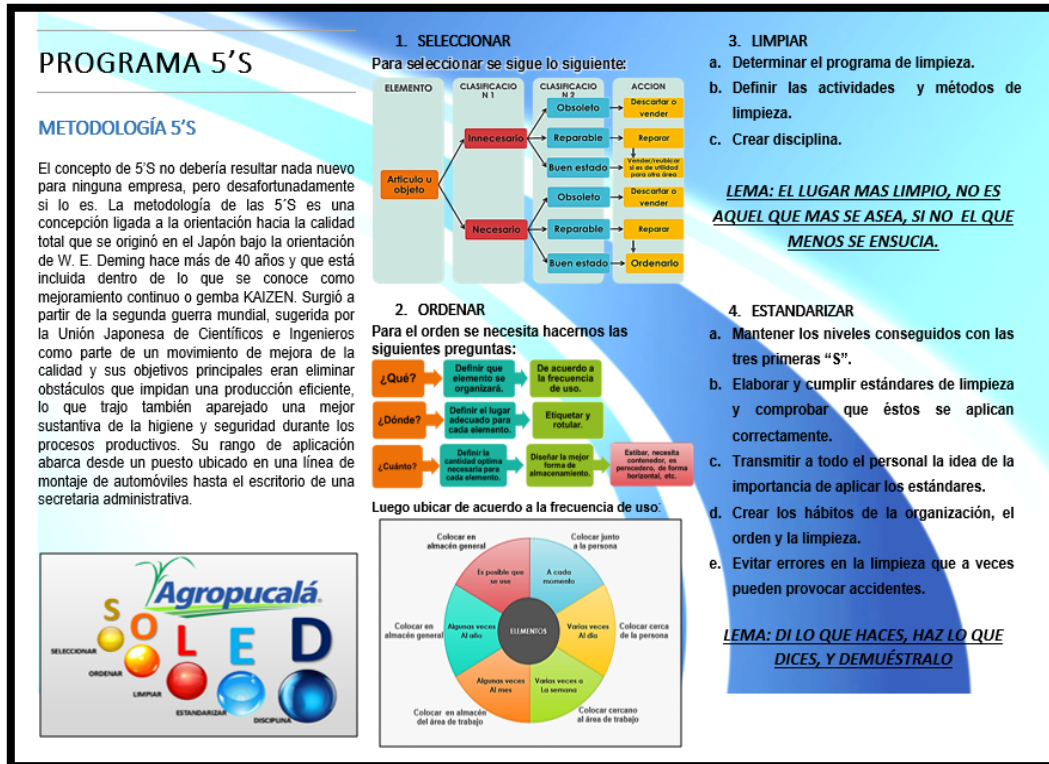 PROGRAMA 5’S
METODOLOGÍA 5’S
El concepto de 5’S no debería resultar nada nuevo
para ninguna empresa, pero desafortunadamente
si lo es. La metodología de las 5´S es una
concepción ligada a la orientación hacia la calidad
total que se originó en el Japón bajo la orientación
de W. E. Deming hace más de 40 años y que está
incluida dentro de lo que se conoce como
mejoramiento continuo o gemba KAIZEN. Surgió a
partir de la segunda guerra mundial, sugerida por
la Unión Japonesa de Científicos e Ingenieros
como parte de un movimiento de mejora de la
calidad y sus objetivos principales eran eliminar
obstáculos que impidan una producción eficiente,
lo que trajo también aparejado una mejor
sustantiva de la higiene y seguridad durante los
procesos productivos. Su rango de aplicación
abarca desde un puesto ubicado en una línea de
montaje de automóviles hasta el escritorio de una
secretaria administrativa.
Agropucalá
S
O
L
E
D
SELECCIONAR
ORDENAR
LIMPIAR
ESTANDARIZAR
DISCIPLINA
1. SELECCIONAR
Para seleccionar se sigue lo siguiente:
ELEMENTO
CLASIFICACIO
N 1
CLASIFICACIO
N 2
ACCION
Articulo u
objeto
Innecesario
Obsoleto
Descartar o
vender
Reparable
Reparar
Buen estado
Vender/reubicar
si es de utilidad
para otra área
Necesario
Obsoleto
Descartar o
vender
Reparable
Reparar
Buen estado
Ordenarlo
2. ORDENAR
Para el orden se necesita hacernos las
siguientes preguntas:
¿Qué?
Definir que
elemento se
organizará.
De acuerdo a
la frecuencia
de uso.
¿Dónde?
Definir el lugar
adecuado para
cada elemento.
Etiquetar y
rotular.
¿Cuánto?
Definir la
cantidad optima
necesaria para
cada elemento.
Diseñar la mejor
forma de
almacenamiento.
Estibar, necesita
contenedor, es
perecedero, de forma
horizontal, etc.
Luego ubicar de acuerdo a la frecuencia de uso:
Colocar en
almacén general
Colocar junto
a la persona
Es posible que
se use
A cada
momento
Colocar en
almacén general
Algunas veces
Al año
ELEMENTOS
Varias veces
Al dia
Colocar cerca
de la persona
Algunas veces
Al mes
Varias veces a
La semana
Colocar en almacén
del área de trabajo
Colocar cercano
al área de trabajo
3. LIMPIAR
a. Determinar el programa de limpieza.
b. Definir las actividades y métodos de
limpieza.
c. Crear disciplina.
LEMA: EL LUGAR MAS LIMPIO, NO ES
AQUEL QUE MAS SE ASEA, SI NO EL QUE
MENOS SE ENSUCIA.
4. ESTANDARIZAR
a. Mantener los niveles conseguidos con las
tres primeras “S”.
b. Elaborar y cumplir estándares de limpieza
y comprobar que éstos se aplican
correctamente.
c. Transmitir a todo el personal la idea de la
importancia de aplicar los estándares.
d. Crear los hábitos de la organización, el
orden y la limpieza.
e. Evitar errores en la limpieza que a veces
pueden provocar accidentes.
LEMA: DI LO QUE HACES, HAZ LO QUE
DICES, Y DEMUÉSTRALO